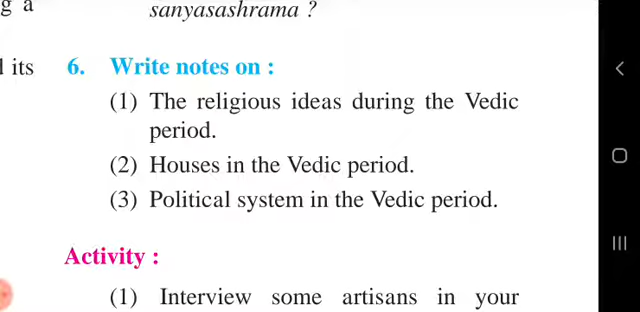 g a
sanyasashrama ?
l its
6. Write notes on :
(1) The religious ideas during the Vedic
period.
(2) Houses in the Vedic period.
(3) Political system in the Vedic period.
Activity :
(1) Interview some artisans in your